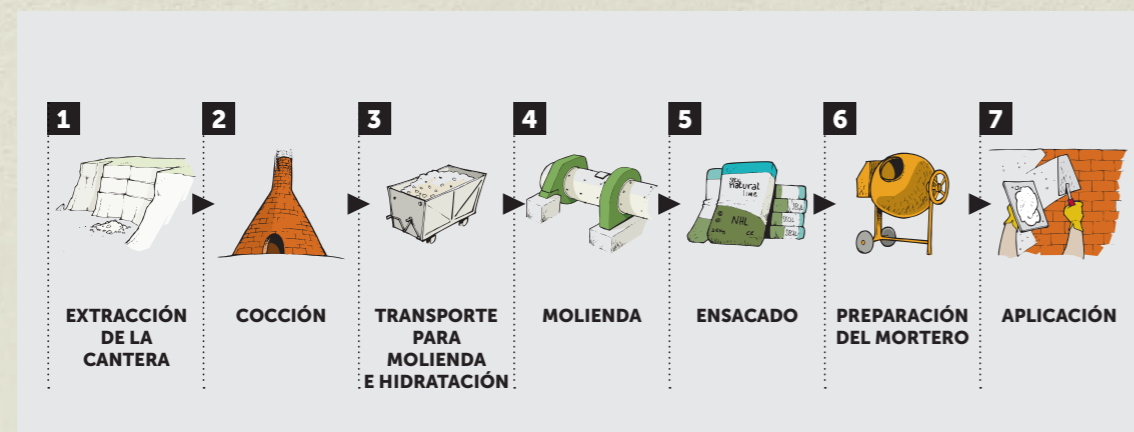 1
2
3
4
5
6
7
Natural
lime
NHL
CE
EXTRACCIÓN
DE LA
CANTERA
COCCIÓN
TRANSPORTE
PARA
MOLIENDA
E HIDRATACIÓN
MOLIENDA
ENSACADO
PREPARACIÓN
DEL MORTERO
APLICACIÓN